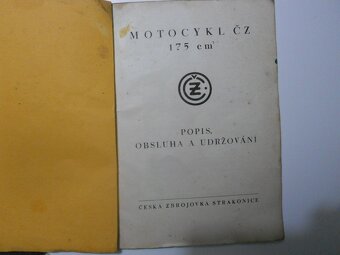 MOTOCYKL ČZ
175 cm³
ČZ
POPIS,
OBSLUHA A UDRŽOVÁNÍ
ČESKÁ ZBROJOVKA STRAKONICE